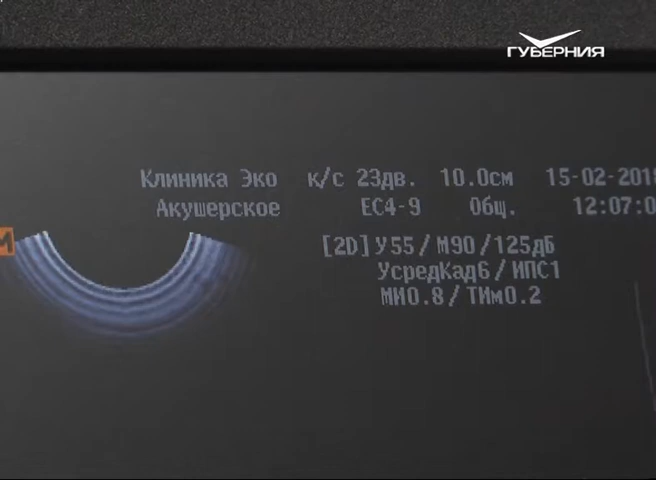 ГУБЕРНИЯ
Клиника Эко к/с 23дв. 10.0см 15-02-201
Акушерское EC4-9 Общ. 12:07:0
М
[2D]У55/М90/125дБ
УсредКад6/ИПС1
МИ0.8/ТИм0.2